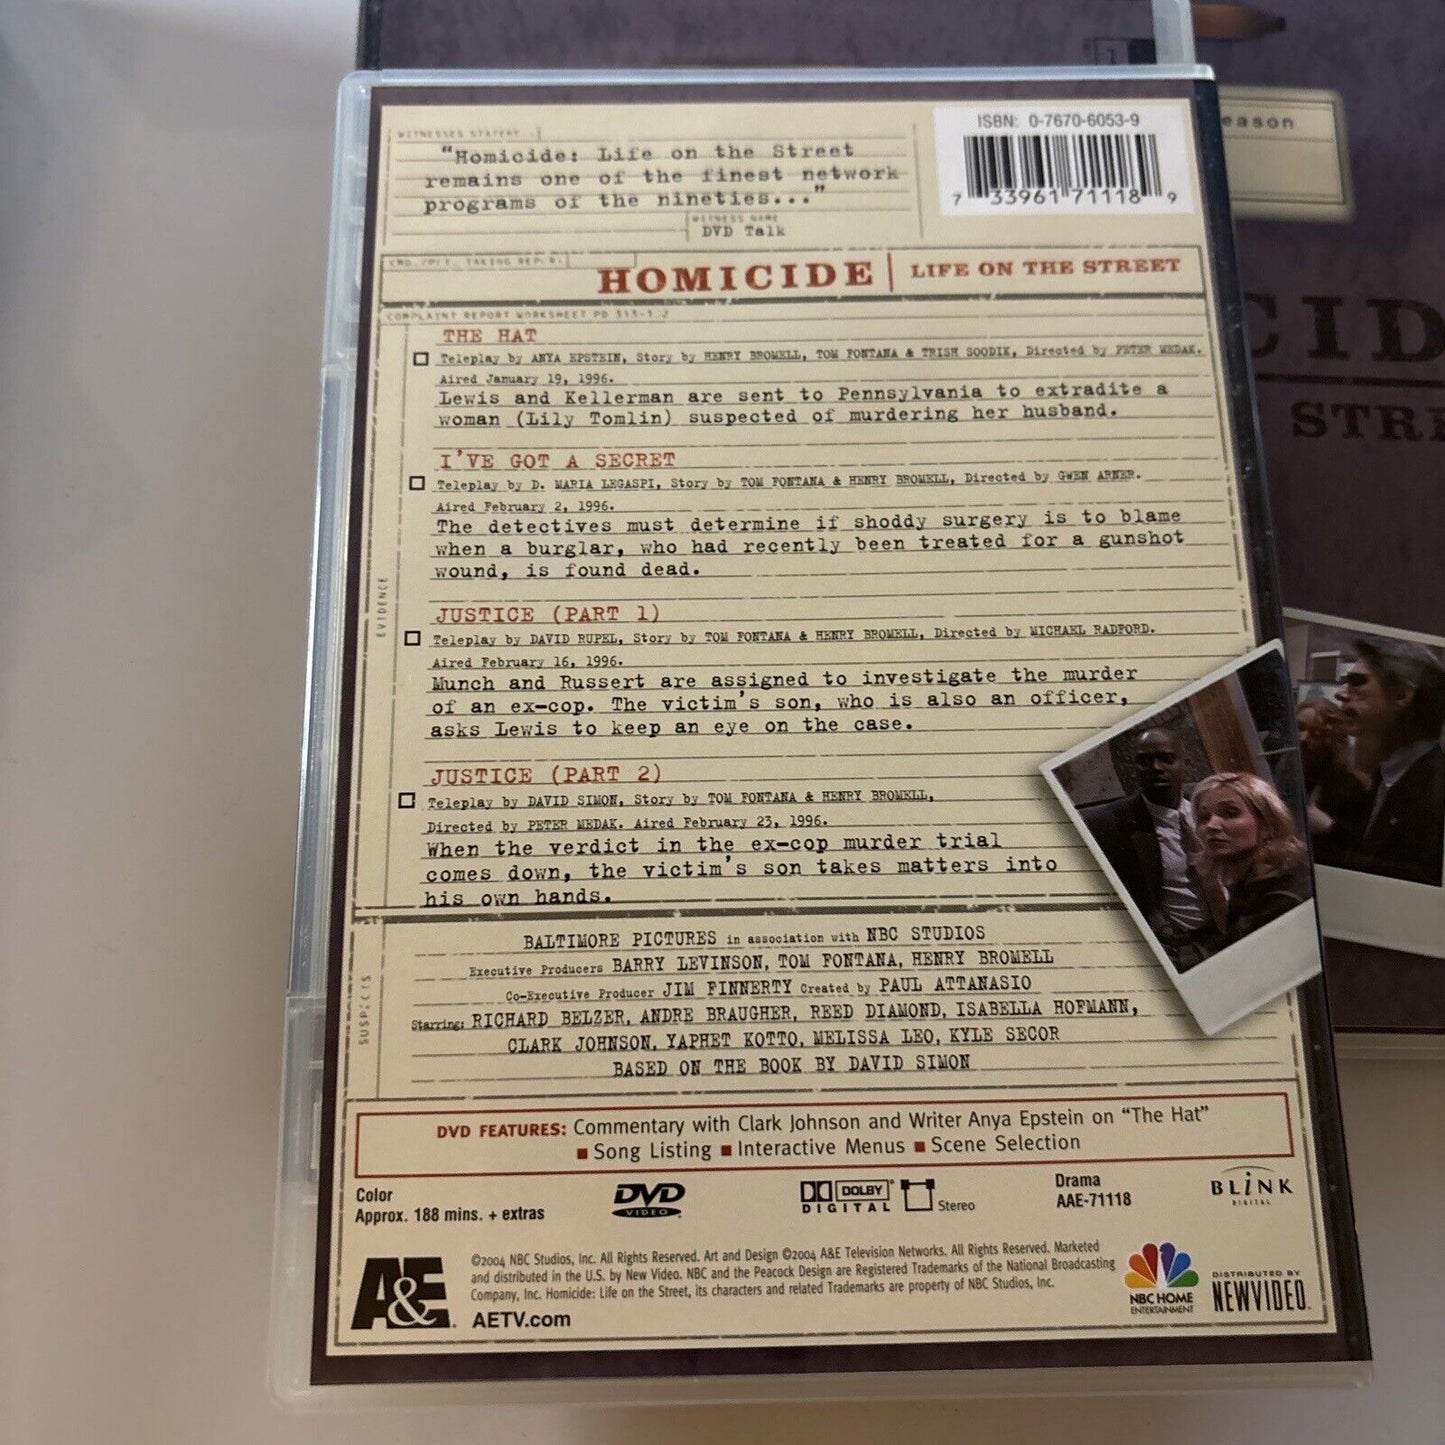 WITNESSES STATEMY.
"Homicide: Life on the Street
remains one of the finest network
programs of the nineties..."
WITNESS NAME
DVD Talk
ISBN: 0-7670-6053-9
7 33961 71118 9
eason
HOMICIDE | LIFE ON THE STREET
COMPLAINT REPORT WORKSHEET PD 313-1.2
THE HAT
Teleplay by ANYA EPSTEIN, Story by HENRY BROMELL, TOM FONTANA & TRISH SOODIK, Directed by PETER MEDAK.
Aired January 19, 1996.
Lewis and Kellerman are sent to Pennsylvania to extradite a
woman (Lily Tomlin) suspected of murdering her husband.
I'VE GOT A SECRET
Teleplay by D. MARIA LEGASPI, Story by TOM FONTANA & HENRY BROMELL, Directed by GWEN ARNER.
Aired February 2, 1996.
The detectives must determine if shoddy surgery is to blame
when a burglar, who had recently been treated for a gunshot
wound, is found dead.
EVIDENCE
JUSTICE (PART 1)
Teleplay by DAVID RUPEL, Story by TOM FONTANA & HENRY BROMELL, Directed by MICHAEL RADFORD.
Aired February 16, 1996.
Munch and Russert are assigned to investigate the murder
of an ex-cop. The victim's son, who is also an officer,
asks Lewis to keep an eye on the case.
JUSTICE (PART 2)
Teleplay by DAVID SIMON, Story by TOM FONTANA & HENRY BROMELL,
Directed by PETER MEDAK. Aired February 23, 1996.
When the verdict in the ex-cop murder trial
comes down, the victim's son takes matters into
his own hands.
SUSPECTS
BALTIMORE PICTURES in association with NBC STUDIOS
Executive Producers BARRY LEVINSON, TOM FONTANA, HENRY BROMELL
Co-Executive Producer JIM FINNERTY Created by PAUL ATTANASIO
Starring: RICHARD BELZER, ANDRE BRAUGHER, REED DIAMOND, ISABELLA HOFMANN,
CLARK JOHNSON, YAPHET KOTTO, MELISSA LEO, KYLE SECOR
BASED ON THE BOOK BY DAVID SIMON
DVD FEATURES: Commentary with Clark Johnson and Writer Anya Epstein on "The Hat"
■ Song Listing ■ Interactive Menus ■ Scene Selection
Color
Approx. 188 mins. + extras
DVD
VIDEO
DOLBY
DIGITAL
Stereo
Drama
AAE-71118
BLiNK
DIGITAL
A&E
©2004 NBC Studios, Inc. All Rights Reserved. Art and Design ©2004 A&E Television Networks. All Rights Reserved. Marketed
and distributed in the U.S. by New Video. NBC and the Peacock Design are Registered Trademarks of the National Broadcasting
Company, Inc. Homicide: Life on the Street, its characters and related Trademarks are property of NBC Studios, Inc.
AETV.com
NBC HOME
ENTERTAINMENT
DISTRIBUTED BY
NEWVIDEO.
CID
STRE